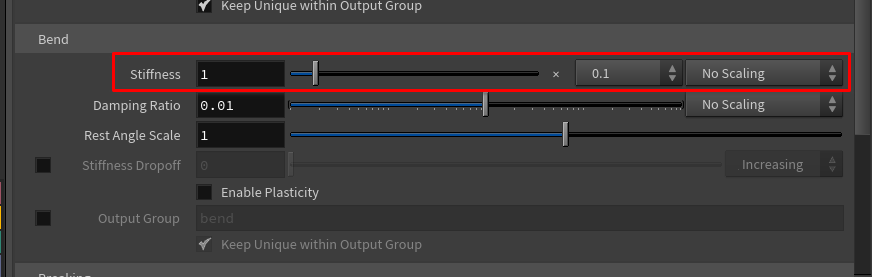 Keep Unique within Output Group
Bend
Stiffness 1 × 0.1 No Scaling
Damping Ratio 0.01 No Scaling
Rest Angle Scale 1
Stiffness Dropoff 0 Increasing
Enable Plasticity
Output Group bend
Keep Unique within Output Group
Breaking